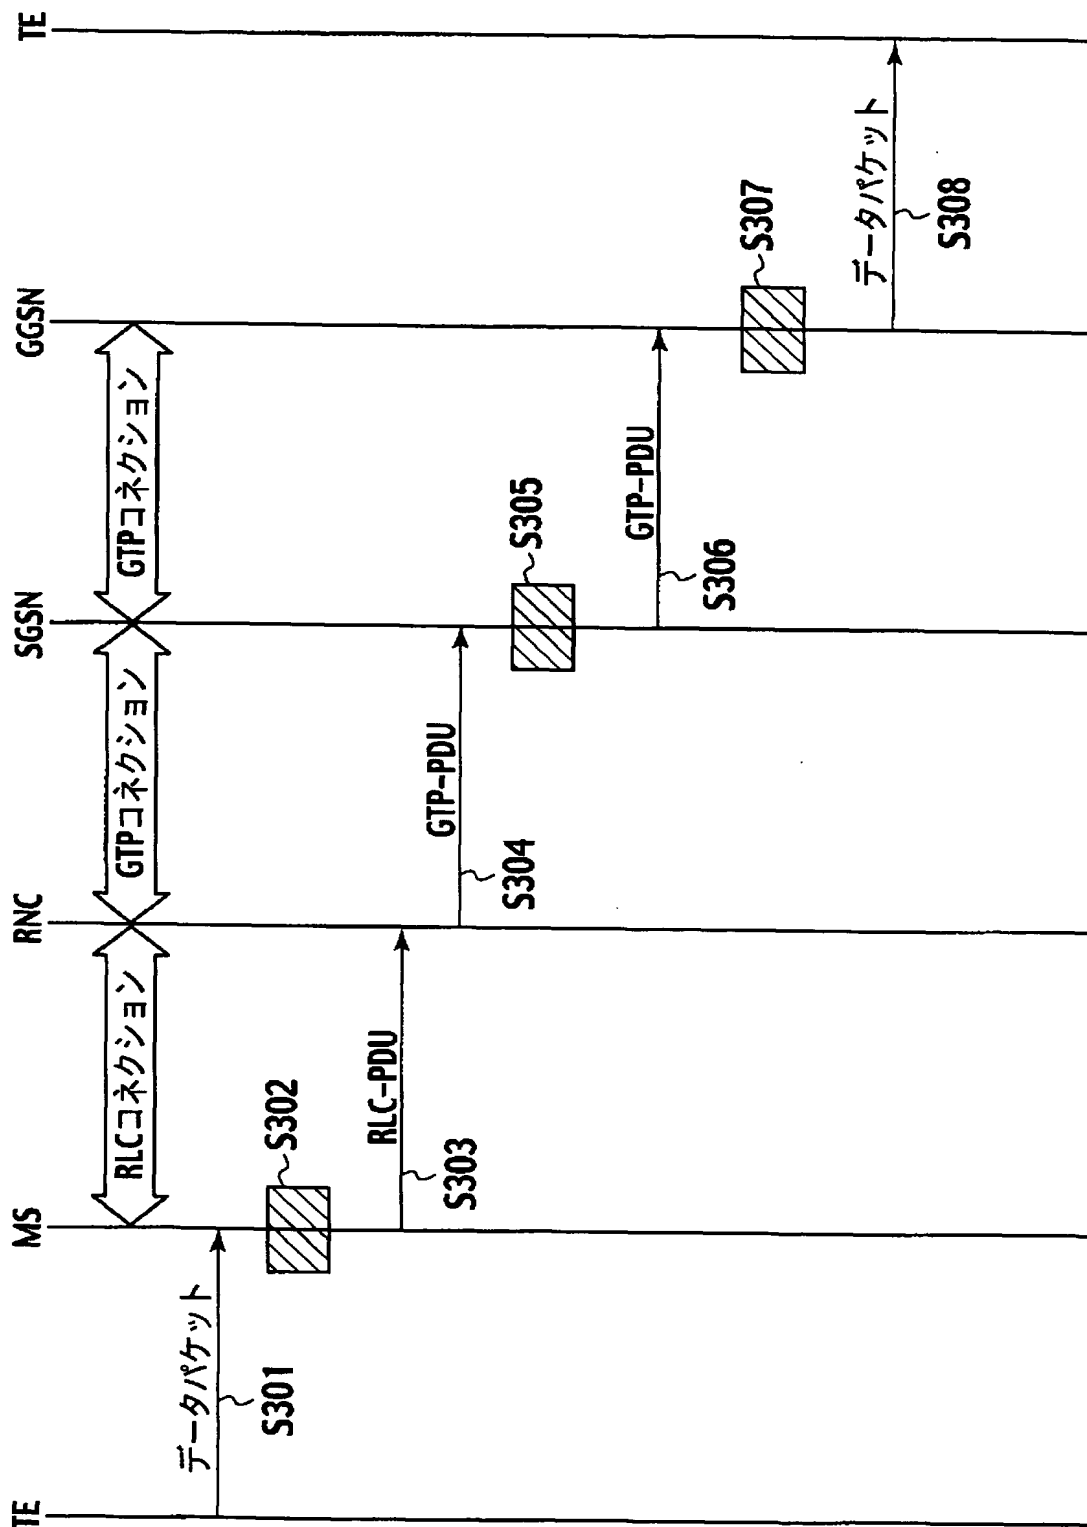 TE
MS
RNC
SGSN
GGSN
TE
RLCコネクション
GTPコネクション
GTPコネクション
データパケット
S301
S302
RLC-PDU
S303
GTP-PDU
S304
S305
GTP-PDU
S306
S307
データパケット
S308